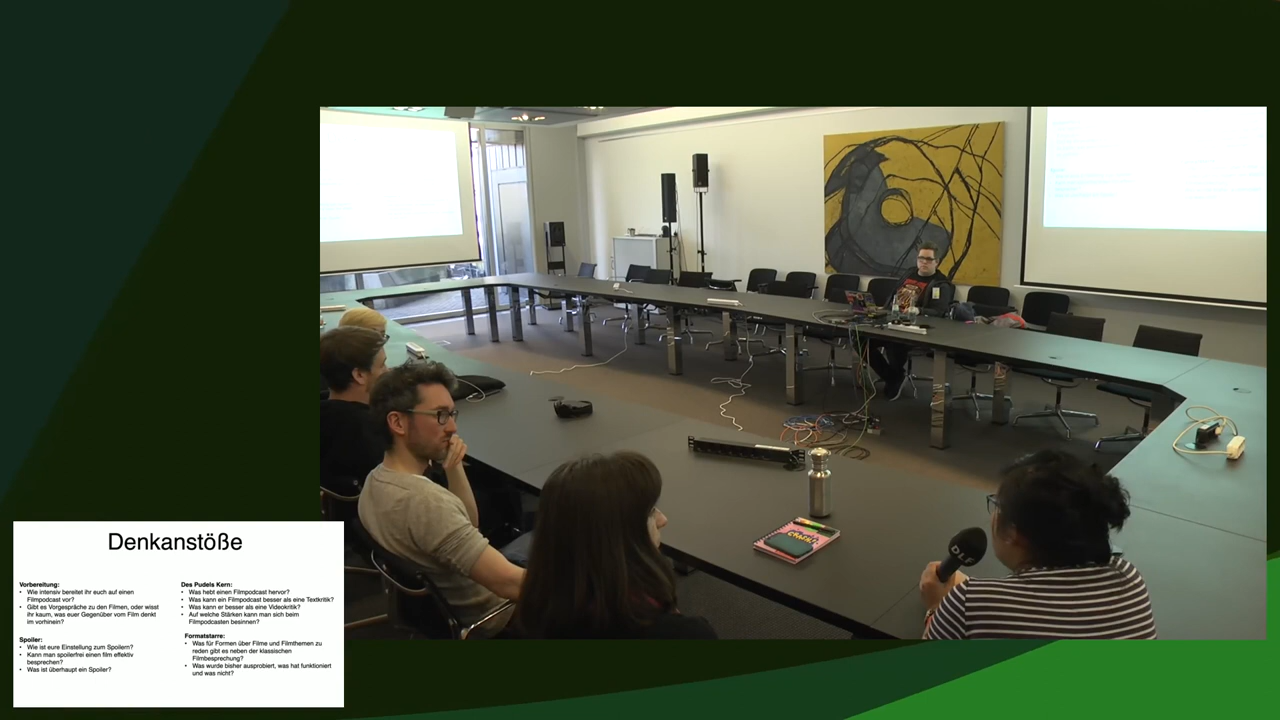 Denkanstöße
Vorbereitung:
• Wie intensiv bereitet ihr euch auf einen
Filmpodcast vor?
• Gibt es Vorgespräche zu den Filmen, oder wisst
ihr kaum, was euer Gegenüber vom Film denkt
im vorhinein?
Spoiler:
• Wie ist eure Einstellung zum Spoilern?
• Kann man spoilerfrei einen film effektiv
besprechen?
• Was ist überhaupt ein Spoiler?
Des Pudels Kern:
• Was hebt einen Filmpodcast hervor?
• Was kann ein Filmpodcast besser als eine Textkritik?
• Was kann er besser als eine Videokritik?
• Auf welche Stärken kann man sich beim
Filmpodcasten besinnen?
Formatstarre:
• Was für Formen über Filme und Filmthemen zu
reden gibt es neben der klassischen
Filmbesprechung?
• Was wurde bisher ausprobiert, was hat funktioniert
und was nicht?
DLF